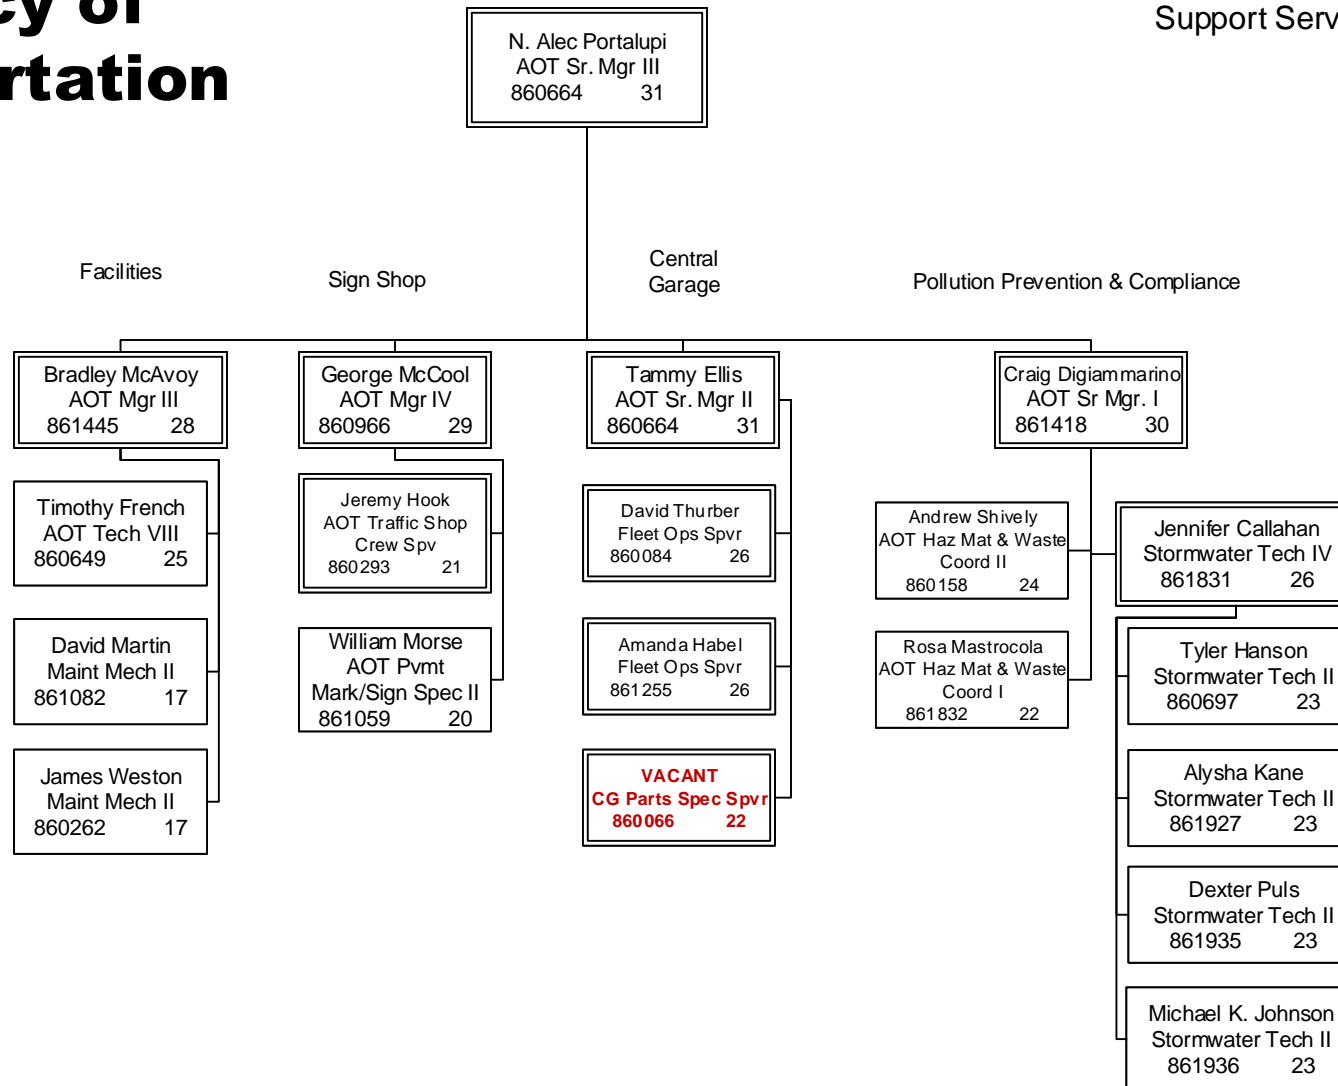 cy of
rtation
Support Serv
N. Alec Portalupi
AOT Sr. Mgr III
860664 31
Facilities
Sign Shop
Central
Garage
Pollution Prevention & Compliance
Bradley McAvoy
AOT Mgr III
861445 28
George McCool
AOT Mgr IV
860966 29
Tammy Ellis
AOT Sr. Mgr II
860664 31
Craig Digiammarino
AOT Sr Mgr. I
861418 30
Timothy French
AOT Tech VIII
860649 25
David Martin
Maint Mech II
861082 17
James Weston
Maint Mech II
860262 17
Jeremy Hook
AOT Traffic Shop
Crew Spv
860293 21
William Morse
AOT Pvmt
Mark/Sign Spec II
861059 20
David Thurber
Fleet Ops Spvr
860084 26
Amanda Habel
Fleet Ops Spvr
861255 26
VACANT
CG Parts Spec Spvr
860066 22
Andrew Shively
AOT Haz Mat & Waste
Coord II
860158 24
Rosa Mastrocola
AOT Haz Mat & Waste
Coord I
861832 22
Jennifer Callahan
Stormwater Tech IV
861831 26
Tyler Hanson
Stormwater Tech II
860697 23
Alysha Kane
Stormwater Tech II
861927 23
Dexter Puls
Stormwater Tech II
861935 23
Michael K. Johnson
Stormwater Tech II
861936 23